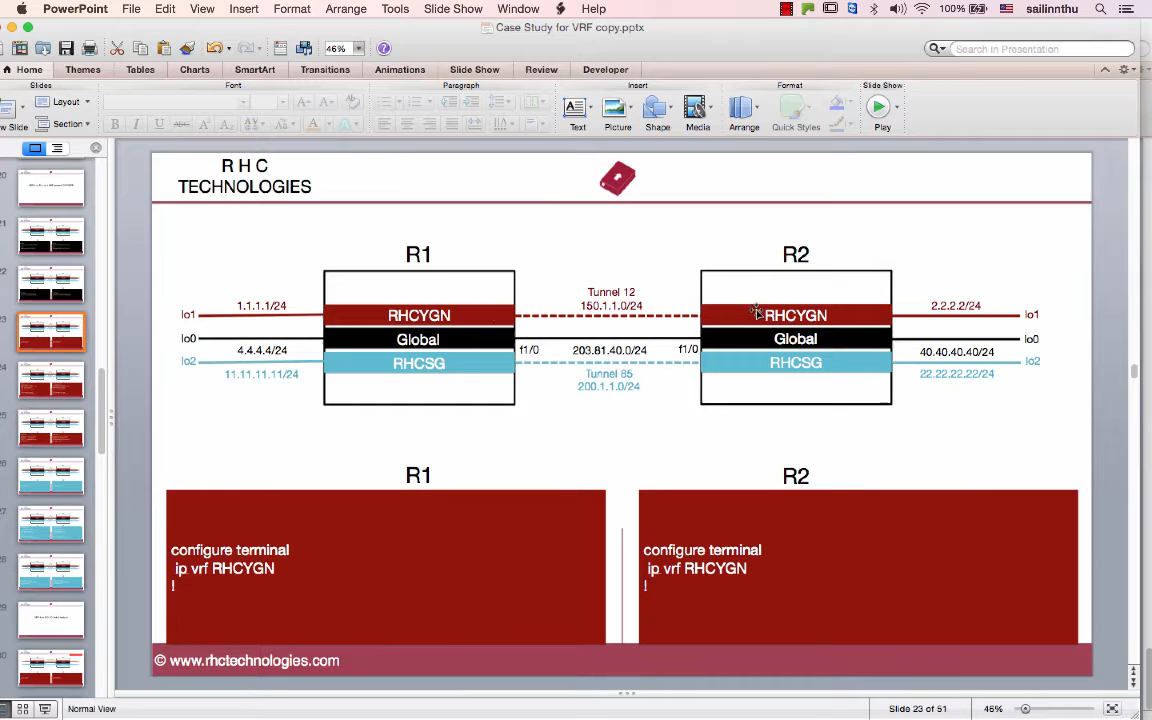 PowerPoint File Edit View Insert Format Arrange Tools Slide Show Window Help 100% sailinnthu
Case Study for VRF copy.pptx
46% Search in Presentation
Home Themes Tables Charts SmartArt Transitions Animations Slide Show Review Developer
Slides Font Paragraph Insert Format Slide Show
Layout
Section
Text Picture Shape Media Arrange Quick Styles Play
R H C
TECHNOLOGIES
R1 R2
Tunnel 12
lo1 1.1.1.1/24 RHCYGN 150.1.1.0/24 RHCYGN 2.2.2.2/24 lo1
lo0 Global Global lo0
4.4.4.4/24 f1/0 203.81.40.0/24 f1/0 40.40.40.40/24
lo2 RHCSG RHCSG lo2
11.11.11.11/24 Tunnel 85 22.22.22.22/24
200.1.1.0/24
R1 R2
configure terminal
ip vrf RHCYGN
!
configure terminal
ip vrf RHCYGN
!
© www.rhctechnologies.com
Normal View Slide 23 of 51 46%